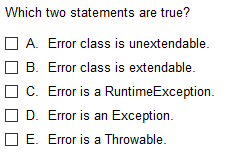 Which two statements are true?
A. Error class is unextendable.
B. Error class is extendable.
C. Error is a RuntimeException.
D. Error is an Exception.
E. Error is a Throwable.